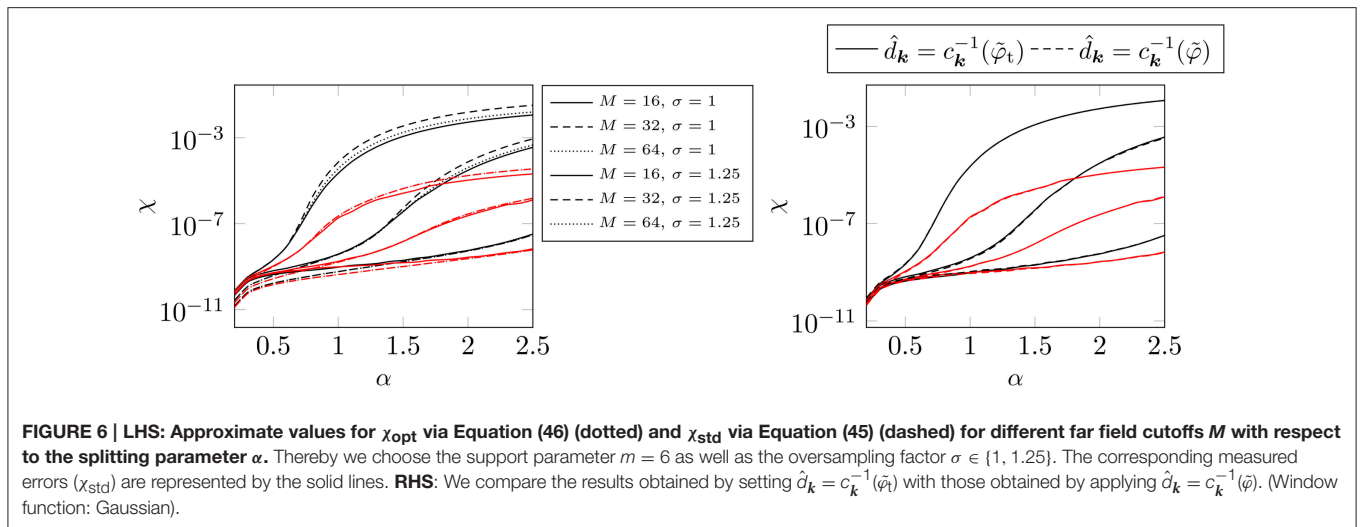 — d̂_k = c_k^{-1}(φ̃_t) ---- d̂_k = c_k^{-1}(φ̃)
10^{-3}
10^{-7}
10^{-11}
χ
0.5 1 1.5 2 2.5
α
M = 16, σ = 1
M = 32, σ = 1
M = 64, σ = 1
M = 16, σ = 1.25
M = 32, σ = 1.25
M = 64, σ = 1.25
10^{-3}
10^{-7}
10^{-11}
χ
0.5 1 1.5 2 2.5
α
FIGURE 6 | LHS: Approximate values for χ_opt via Equation (46) (dotted) and χ_std via Equation (45) (dashed) for different far field cutoffs M with respect
to the splitting parameter α. Thereby we choose the support parameter m = 6 as well as the oversampling factor σ ∈ {1, 1.25}. The corresponding measured
errors (χ_std) are represented by the solid lines. RHS: We compare the results obtained by setting d̂_k = c_k^{-1}(φ̃_t) with those obtained by applying d̂_k = c_k^{-1}(φ̃). (Window
function: Gaussian).